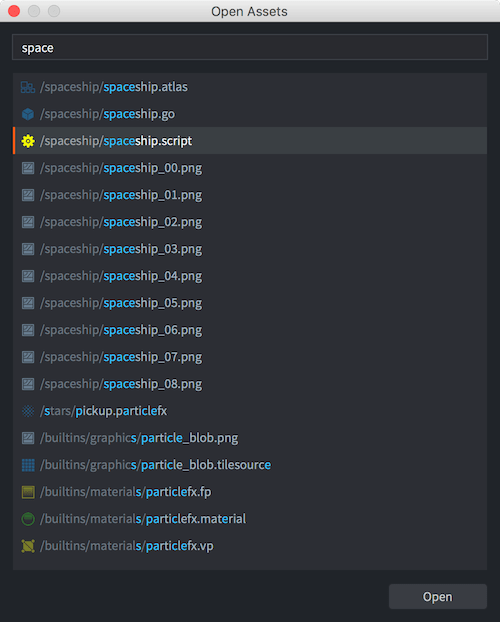 Open Assets
space
/spaceship/spaceship.atlas
/spaceship/spaceship.go
/spaceship/spaceship.script
/spaceship/spaceship_00.png
/spaceship/spaceship_01.png
/spaceship/spaceship_02.png
/spaceship/spaceship_03.png
/spaceship/spaceship_04.png
/spaceship/spaceship_05.png
/spaceship/spaceship_06.png
/spaceship/spaceship_07.png
/spaceship/spaceship_08.png
/stars/pickup.particlefx
/builtins/graphics/particle_blob.png
/builtins/graphics/particle_blob.tilesource
/builtins/materials/particlefx.fp
/builtins/materials/particlefx.material
/builtins/materials/particlefx.vp
Open